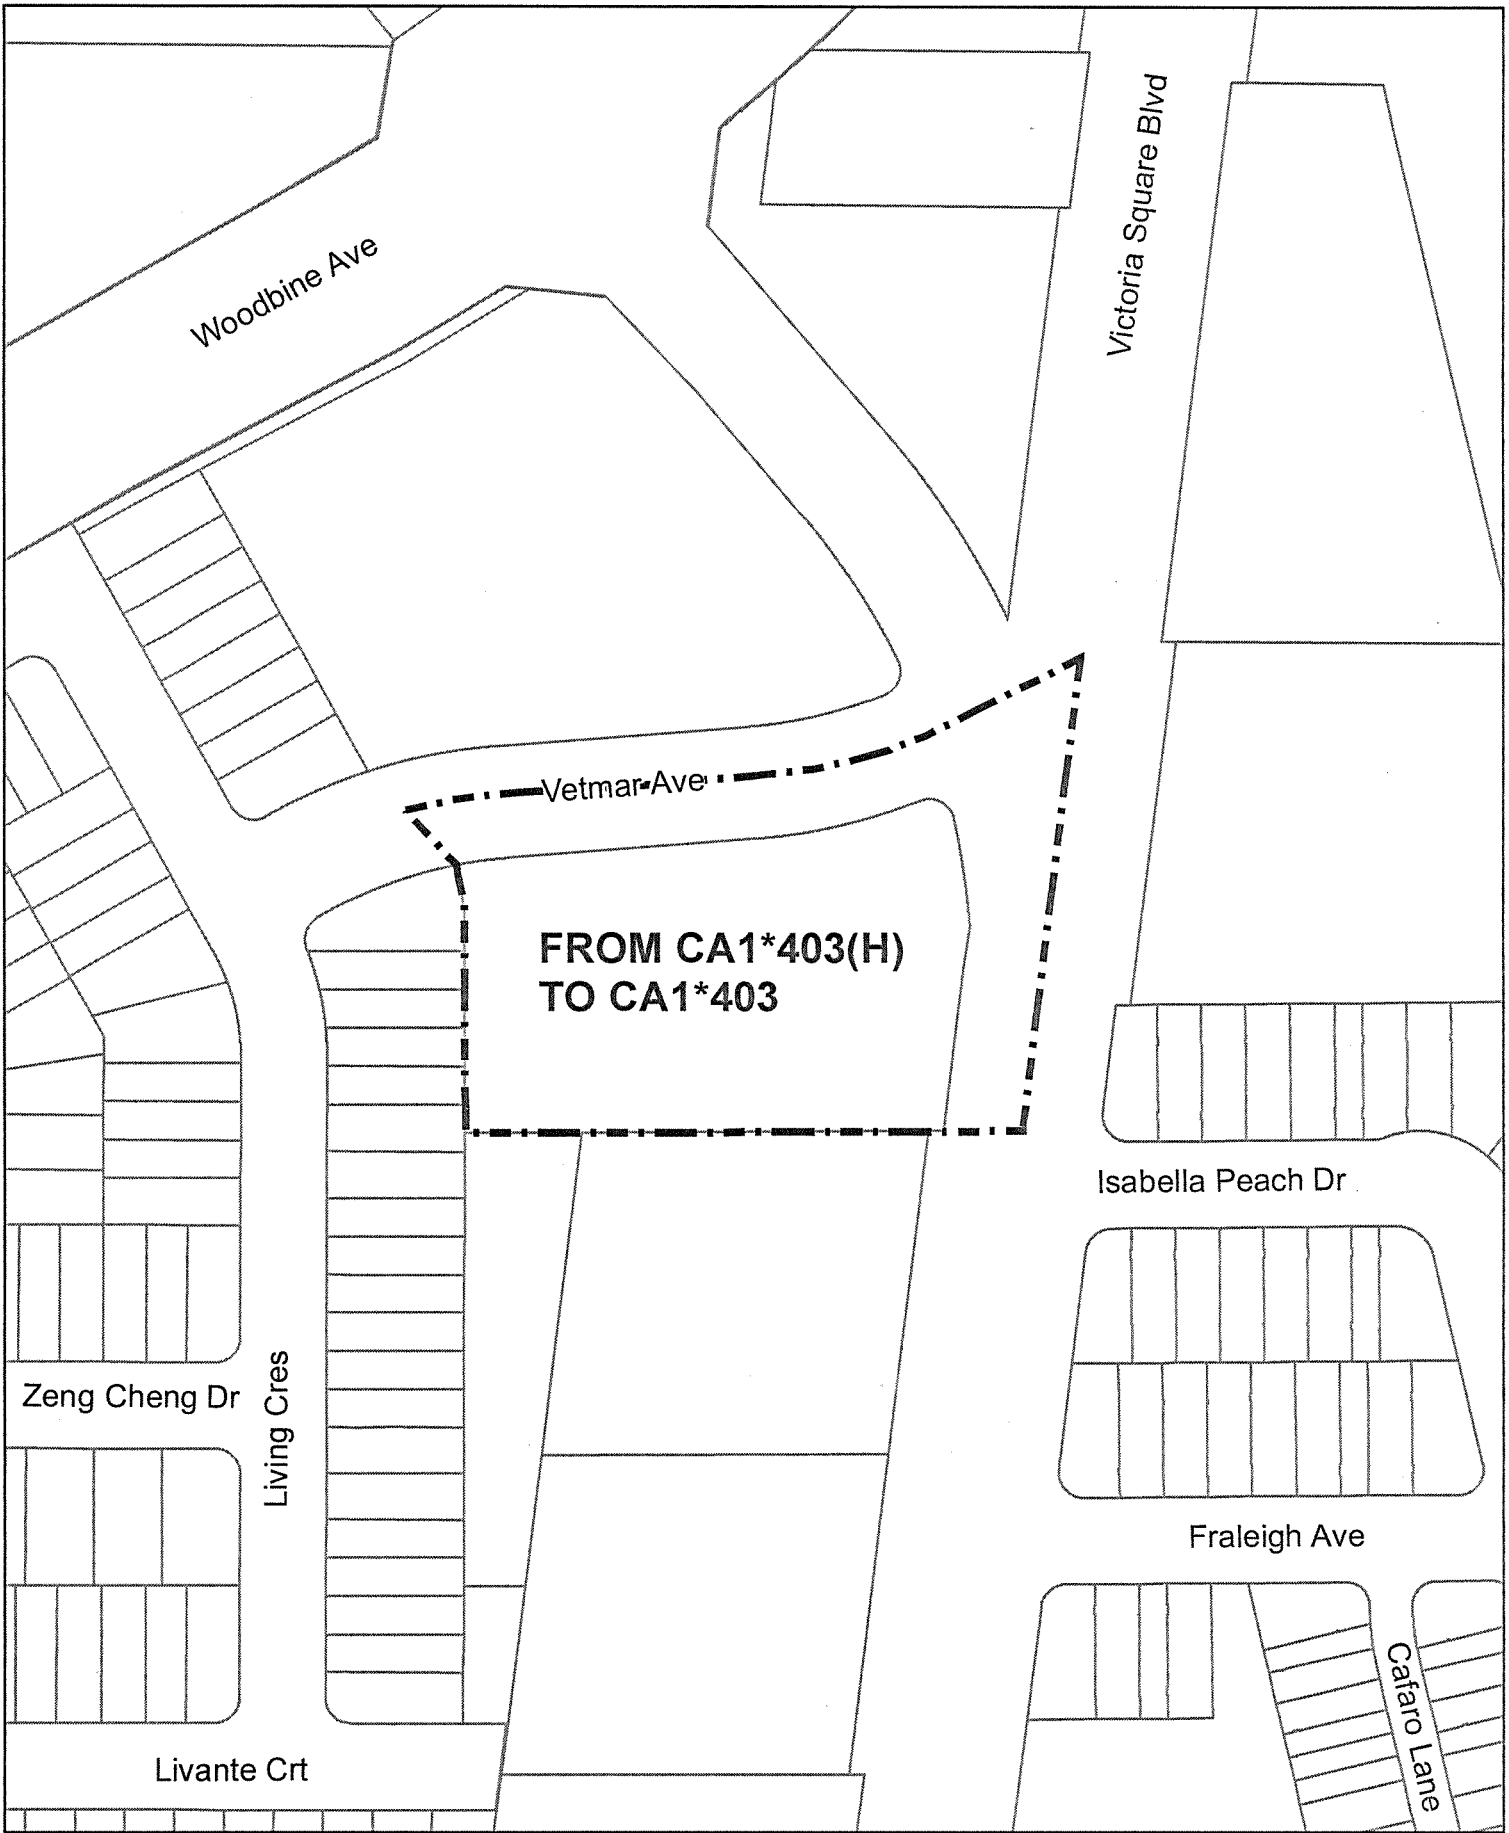 Woodbine Ave
Victoria Square Blvd
Vetmar Ave
FROM CA1*403(H)
TO CA1*403
Isabella Peach Dr
Zeng Cheng Dr
Living Cres
Fraleigh Ave
Cafaro Lane
Livante Crt